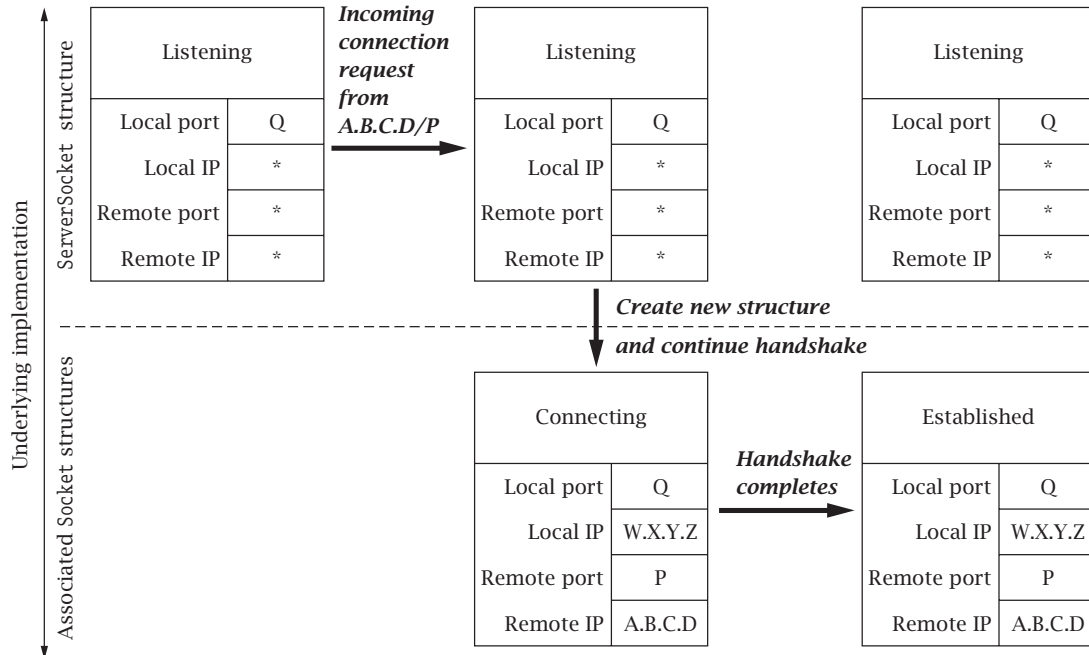 Underlying implementation
ServerSocket structure
Associated Socket structures
Listening
Local port Q
Local IP *
Remote port *
Remote IP *
Incoming
connection
request
from
A.B.C.D/P
Listening
Local port Q
Local IP *
Remote port *
Remote IP *
Listening
Local port Q
Local IP *
Remote port *
Remote IP *
Create new structure
and continue handshake
Connecting
Local port Q
Local IP W.X.Y.Z
Remote port P
Remote IP A.B.C.D
Handshake
completes
Established
Local port Q
Local IP W.X.Y.Z
Remote port P
Remote IP A.B.C.D